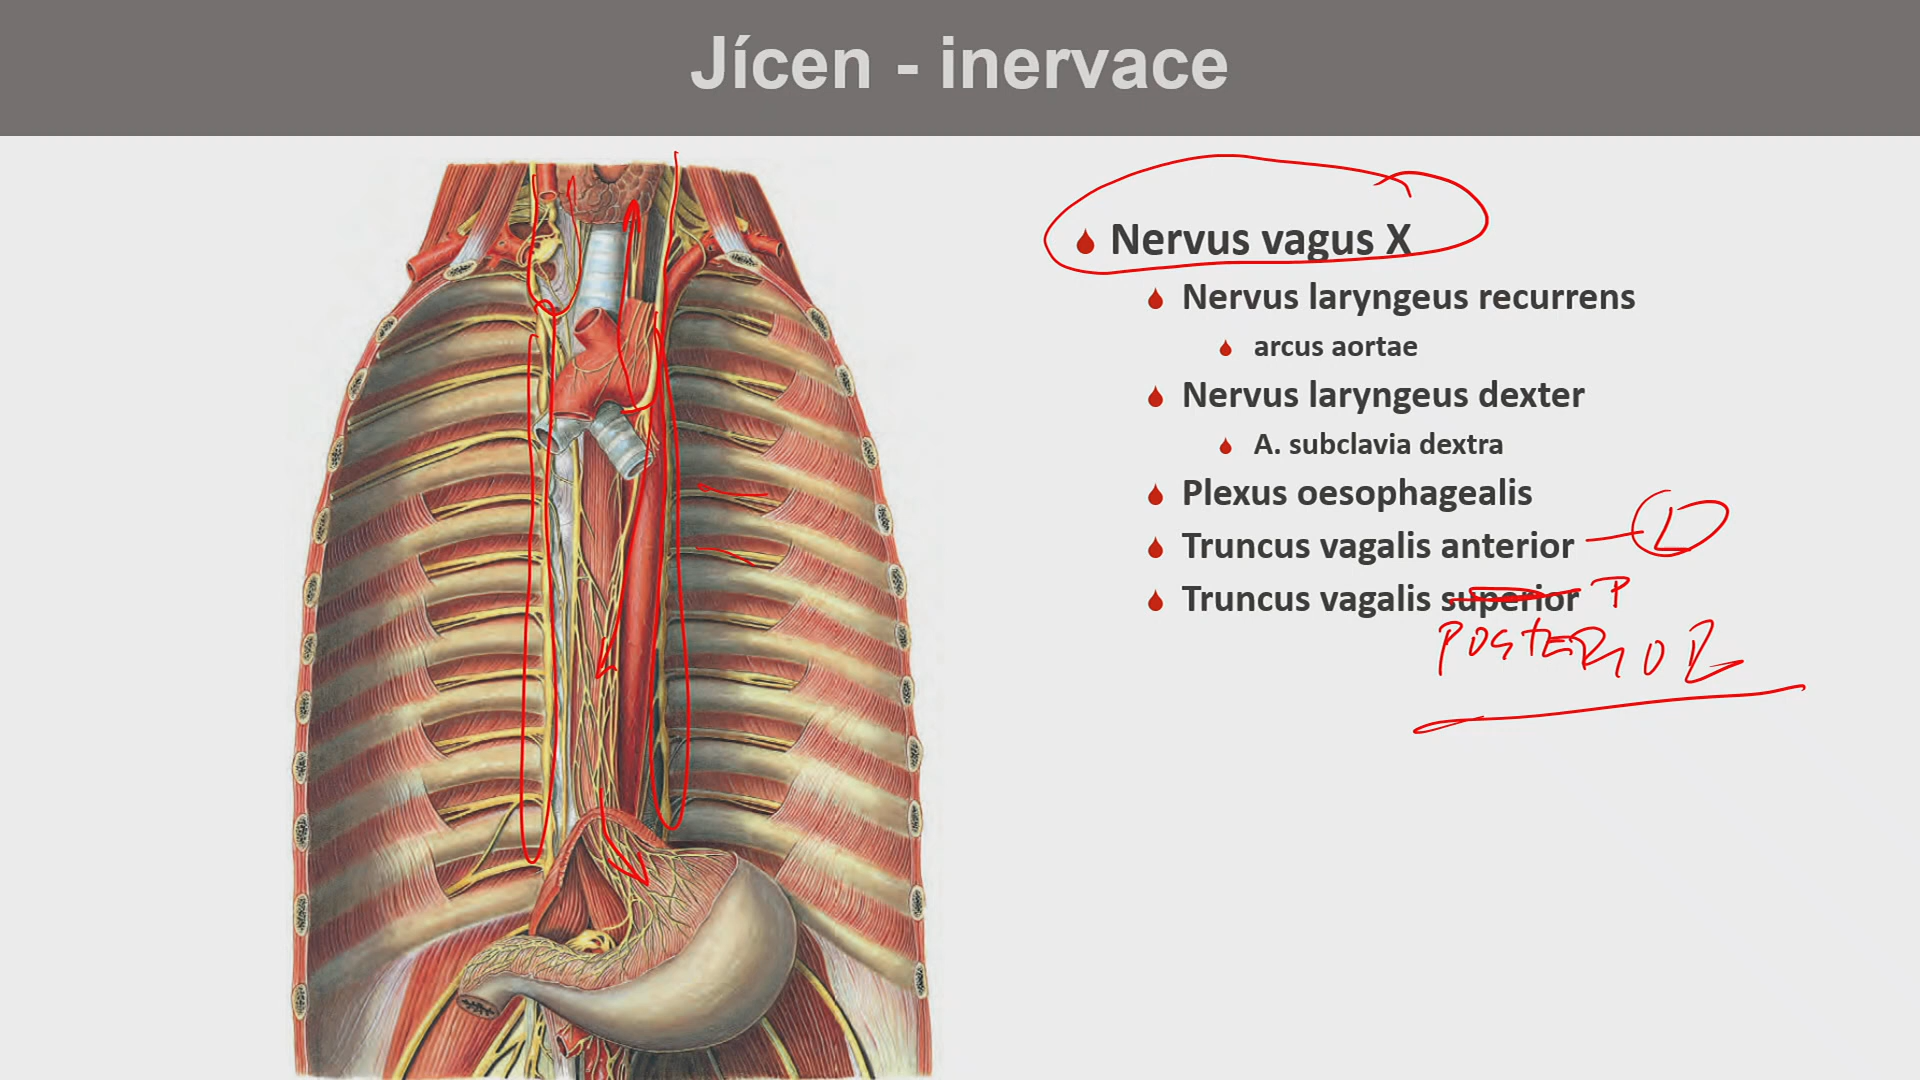 Jícen - inervace
Nervus vagus X
Nervus laryngeus recurrens
arcus aortae
Nervus laryngeus dexter
A. subclavia dextra
Plexus oesophagealis
Truncus vagalis anterior L
Truncus vagalis superior P
POSTERIOR